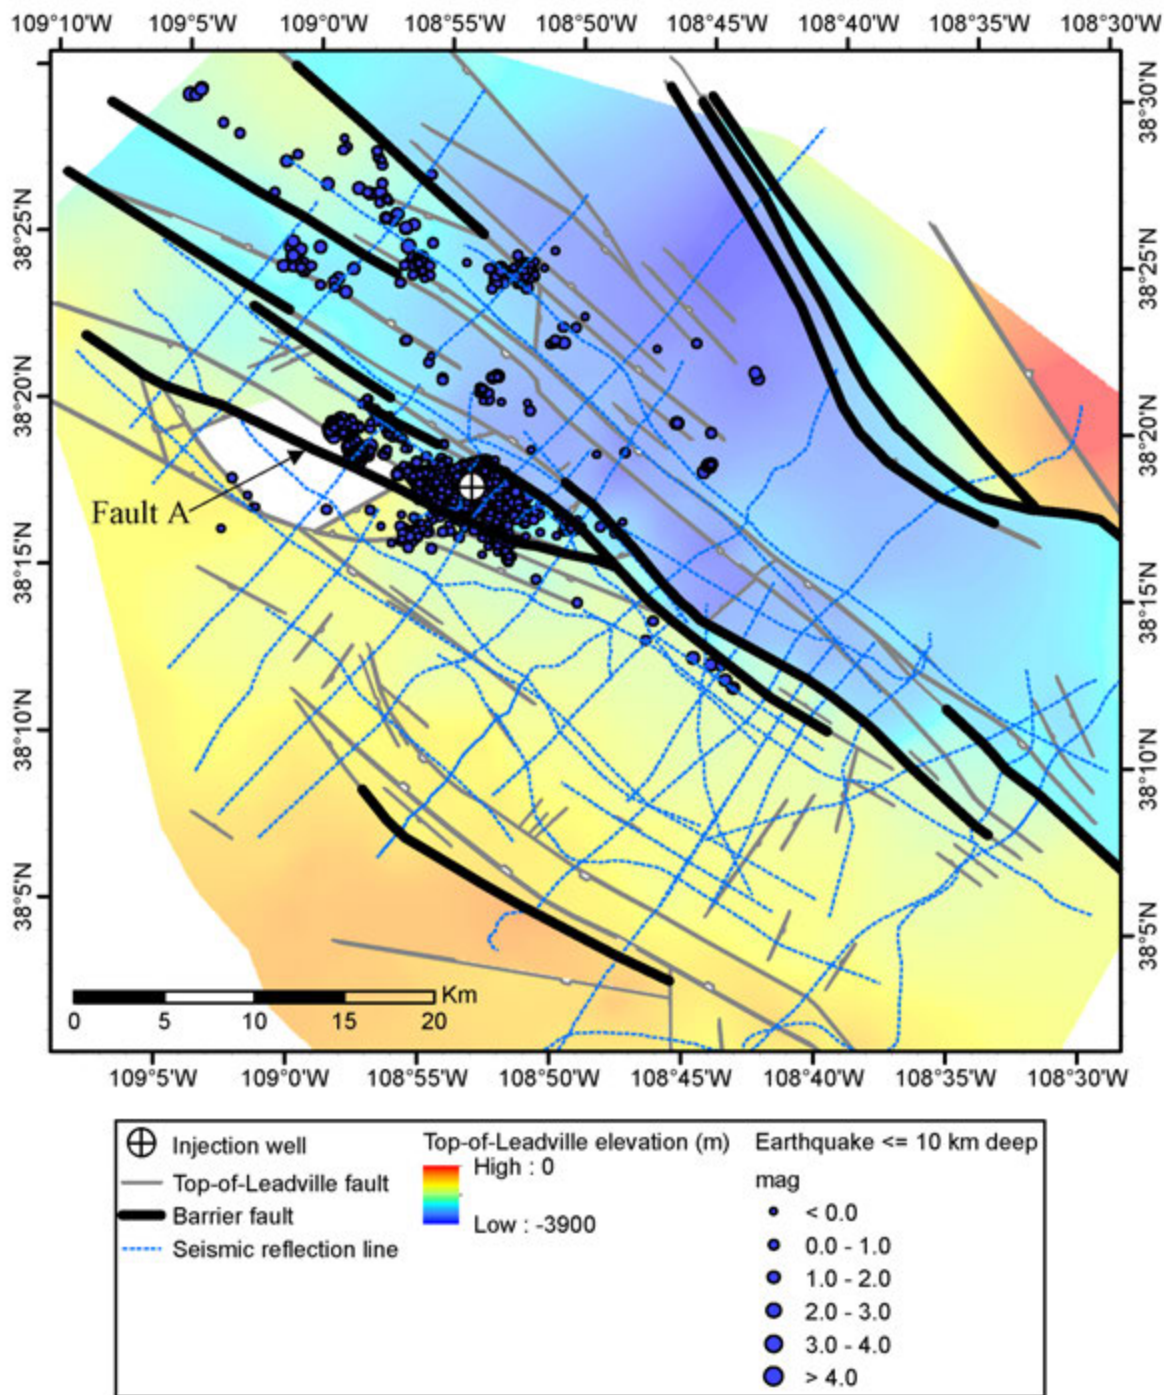 109°10'W 109°5'W 109°0'W 108°55'W 108°50'W 108°45'W 108°40'W 108°35'W 108°30'W
38°30'N
38°25'N
38°25'N
38°20'N
38°20'N
Fault A
38°15'N
38°15'N
38°10'N
38°10'N
38°5'N
38°5'N
Km
0 5 10 15 20
109°5'W 109°0'W 108°55'W 108°50'W 108°45'W 108°40'W 108°35'W 108°30'W
Injection well
Top-of-Leadville fault
Barrier fault
Seismic reflection line
Top-of-Leadville elevation (m)
High : 0
Low : -3900
Earthquake <= 10 km deep
mag
< 0.0
0.0 - 1.0
1.0 - 2.0
2.0 - 3.0
3.0 - 4.0
> 4.0